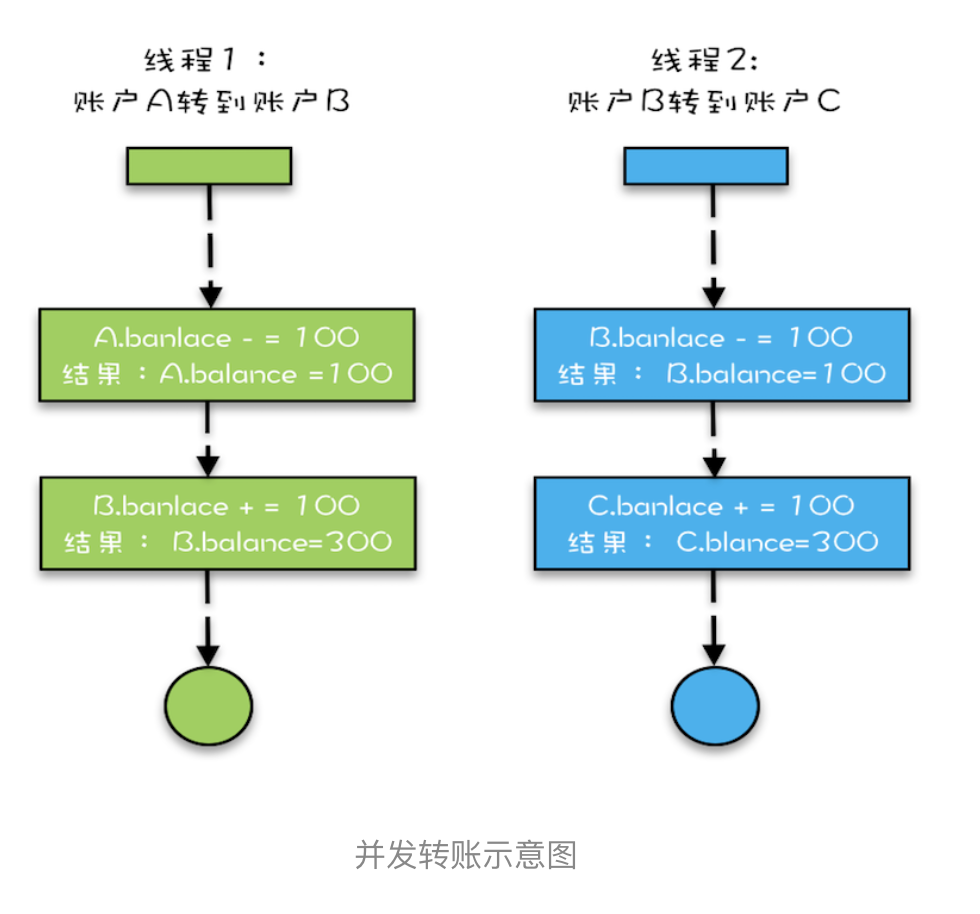 线程1：
账户A转到账户B
线程2:
账户B转到账户C
A.banlace - = 100
结果：A.balance =100
B.banlace + = 100
结果： B.balance=300
B.banlace - = 100
结果： B.balance=100
C.banlace + = 100
结果： C.blance=300
并发转账示意图